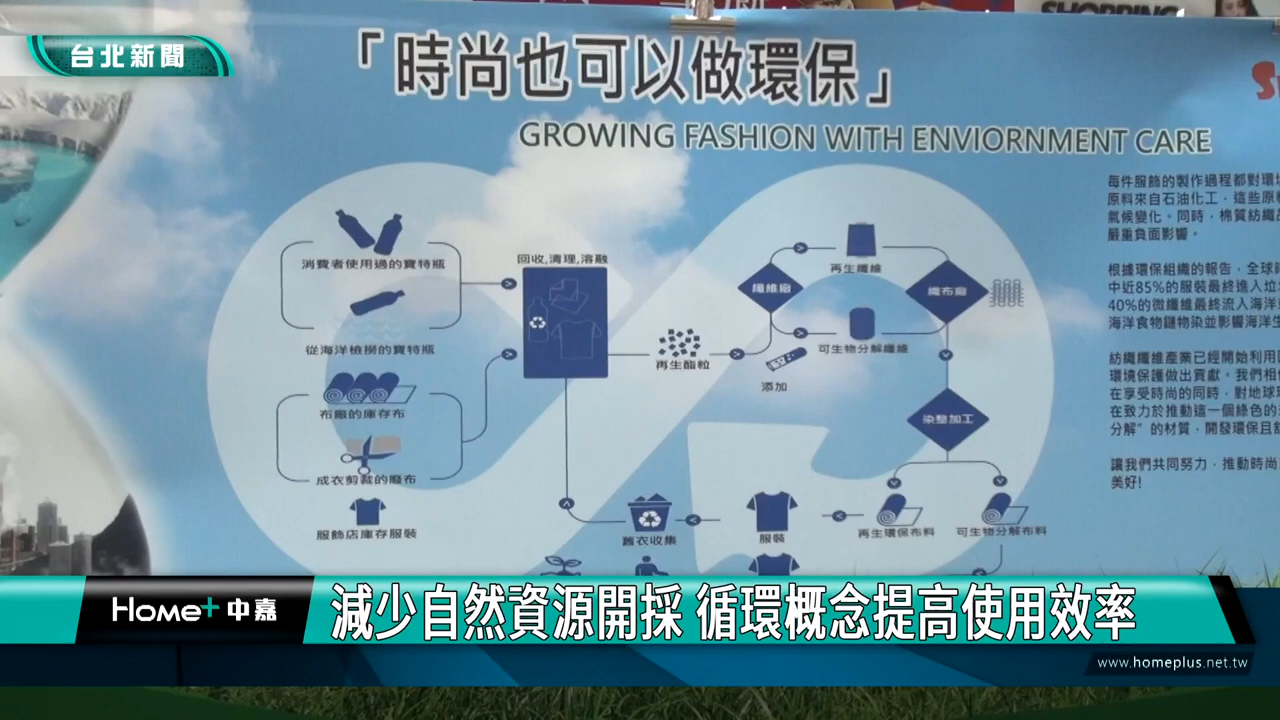 SHOPPING
台北新聞
「時尚也可以做環保」
GROWING FASHION WITH ENVIORNMENT CARE
每件服飾的製作過程都對環
原料來自石油化工，這些原
氣候變化。同時，棉質紡織
嚴重負面影響。
根據環保組織的報告，全球
中近85%的服裝最終進入垃
40%的微纖維最終流入海洋
海洋食物鏈物染並影響海洋生
紡織纖維產業已經開始利用
環境保護做出貢獻。我們相
在享受時尚的同時，對地球環
在致力於推動這一個綠色的
分解”的材質，開發環保且
讓我們共同努力，推動時尚
美好!
消費者使用過的寶特瓶
從海洋檢撈的寶特瓶
布廠的庫存布
成衣剪裁的廢布
服飾店庫存服裝
回收,清理,溶融
再生酯粒
纖維廠
再生纖維
可生物分解纖維
添加
織布廠
染整加工
再生環保布料
可生物分解布料
服裝
舊衣收集
Home+中嘉
減少自然資源開採 循環概念提高使用效率
www.homeplus.net.tw